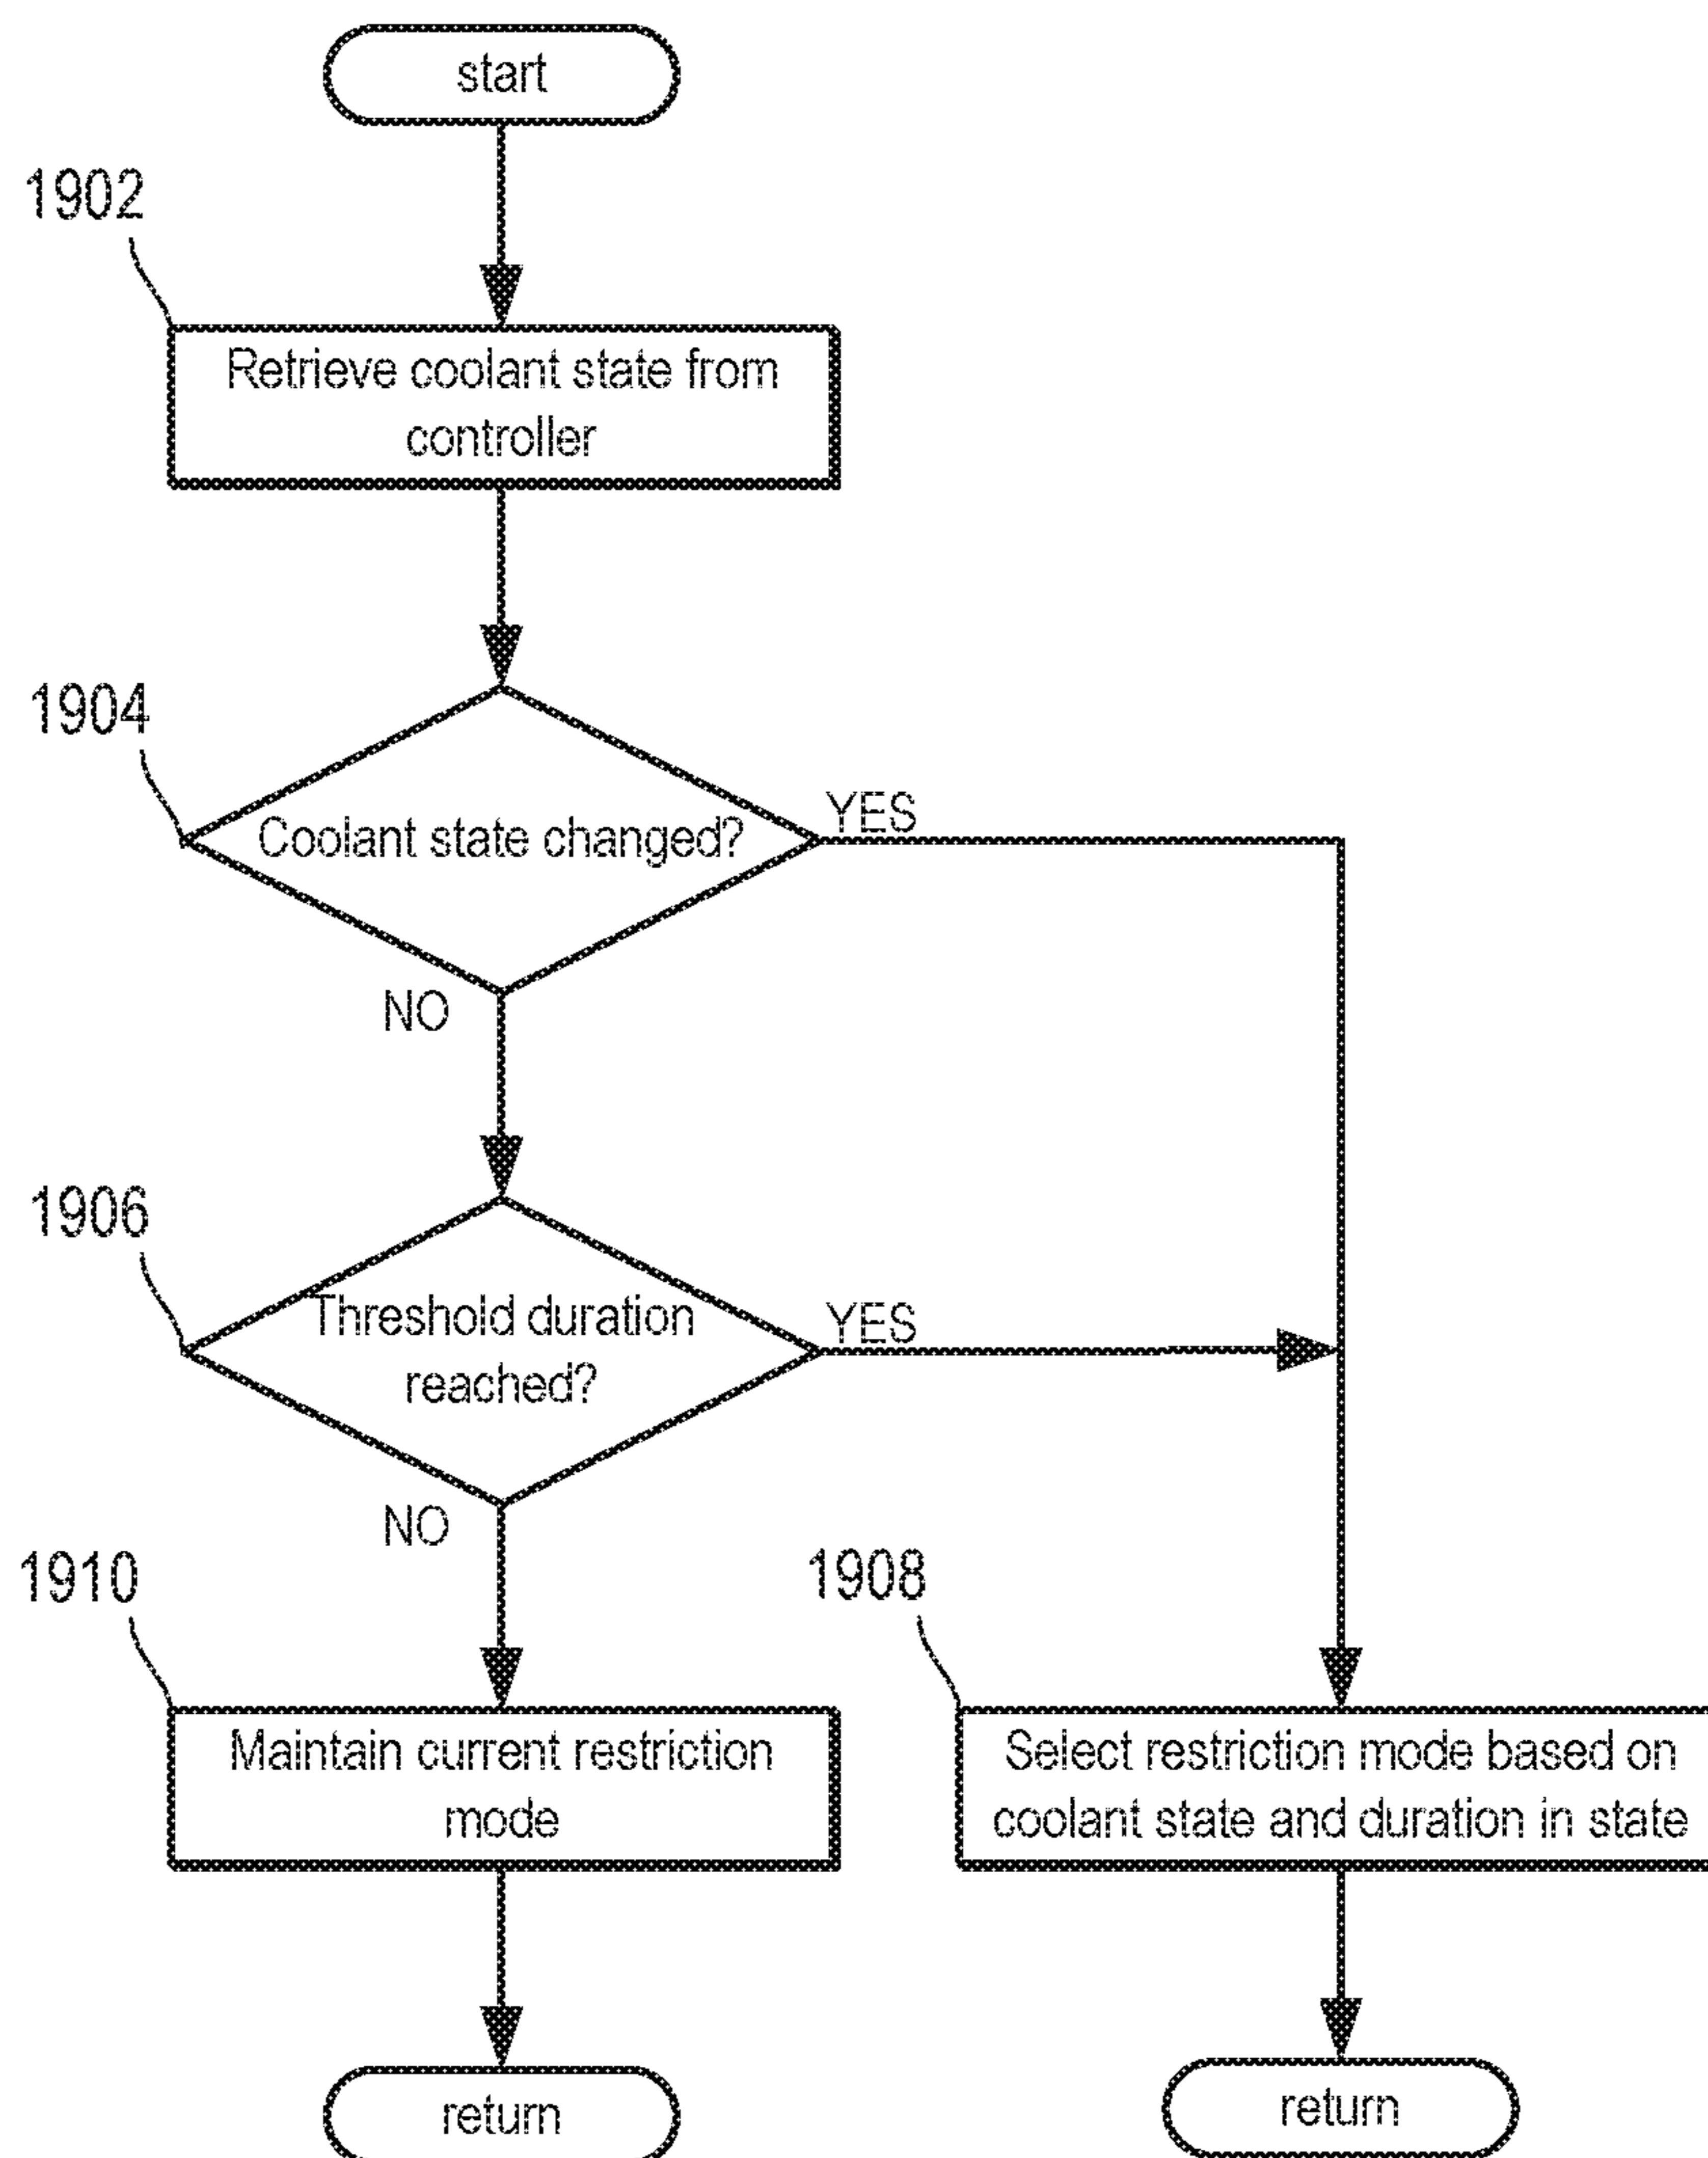 start
1902
Retrieve coolant state from
controller
1904
Coolant state changed?
YES
NO
1906
Threshold duration
reached?
YES
NO
1910
Maintain current restriction
mode
1908
Select restriction mode based on
coolant state and duration in state
return
return